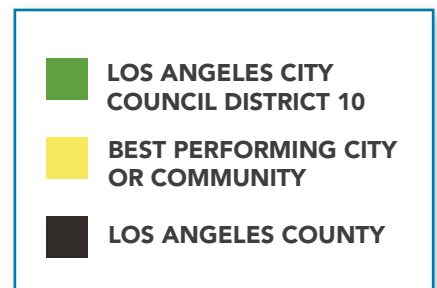 LOS ANGELES CITY
COUNCIL DISTRICT 10
BEST PERFORMING CITY
OR COMMUNITY
LOS ANGELES COUNTY